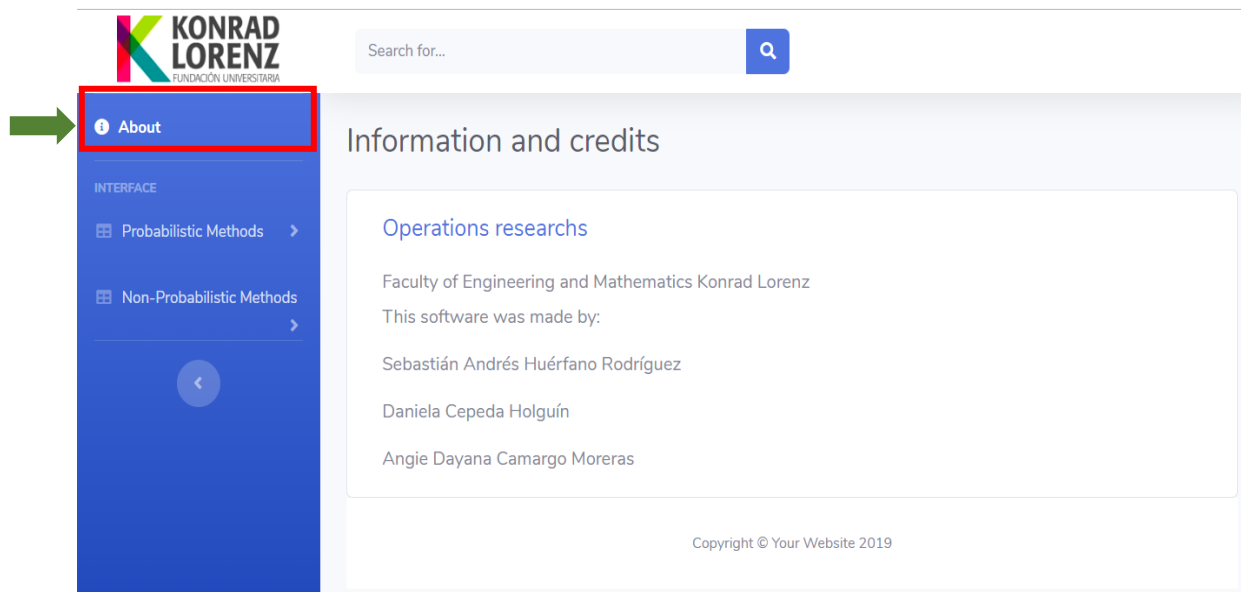 KONRAD
LORENZ
FUNDACIÓN UNIVERSITARIA
Search for...
About
INTERFACE
Probabilistic Methods
Non-Probabilistic Methods
Information and credits
Operations researchs
Faculty of Engineering and Mathematics Konrad Lorenz
This software was made by:
Sebastián Andrés Huérfano Rodríguez
Daniela Cepeda Holguín
Angie Dayana Camargo Moreras
Copyright © Your Website 2019